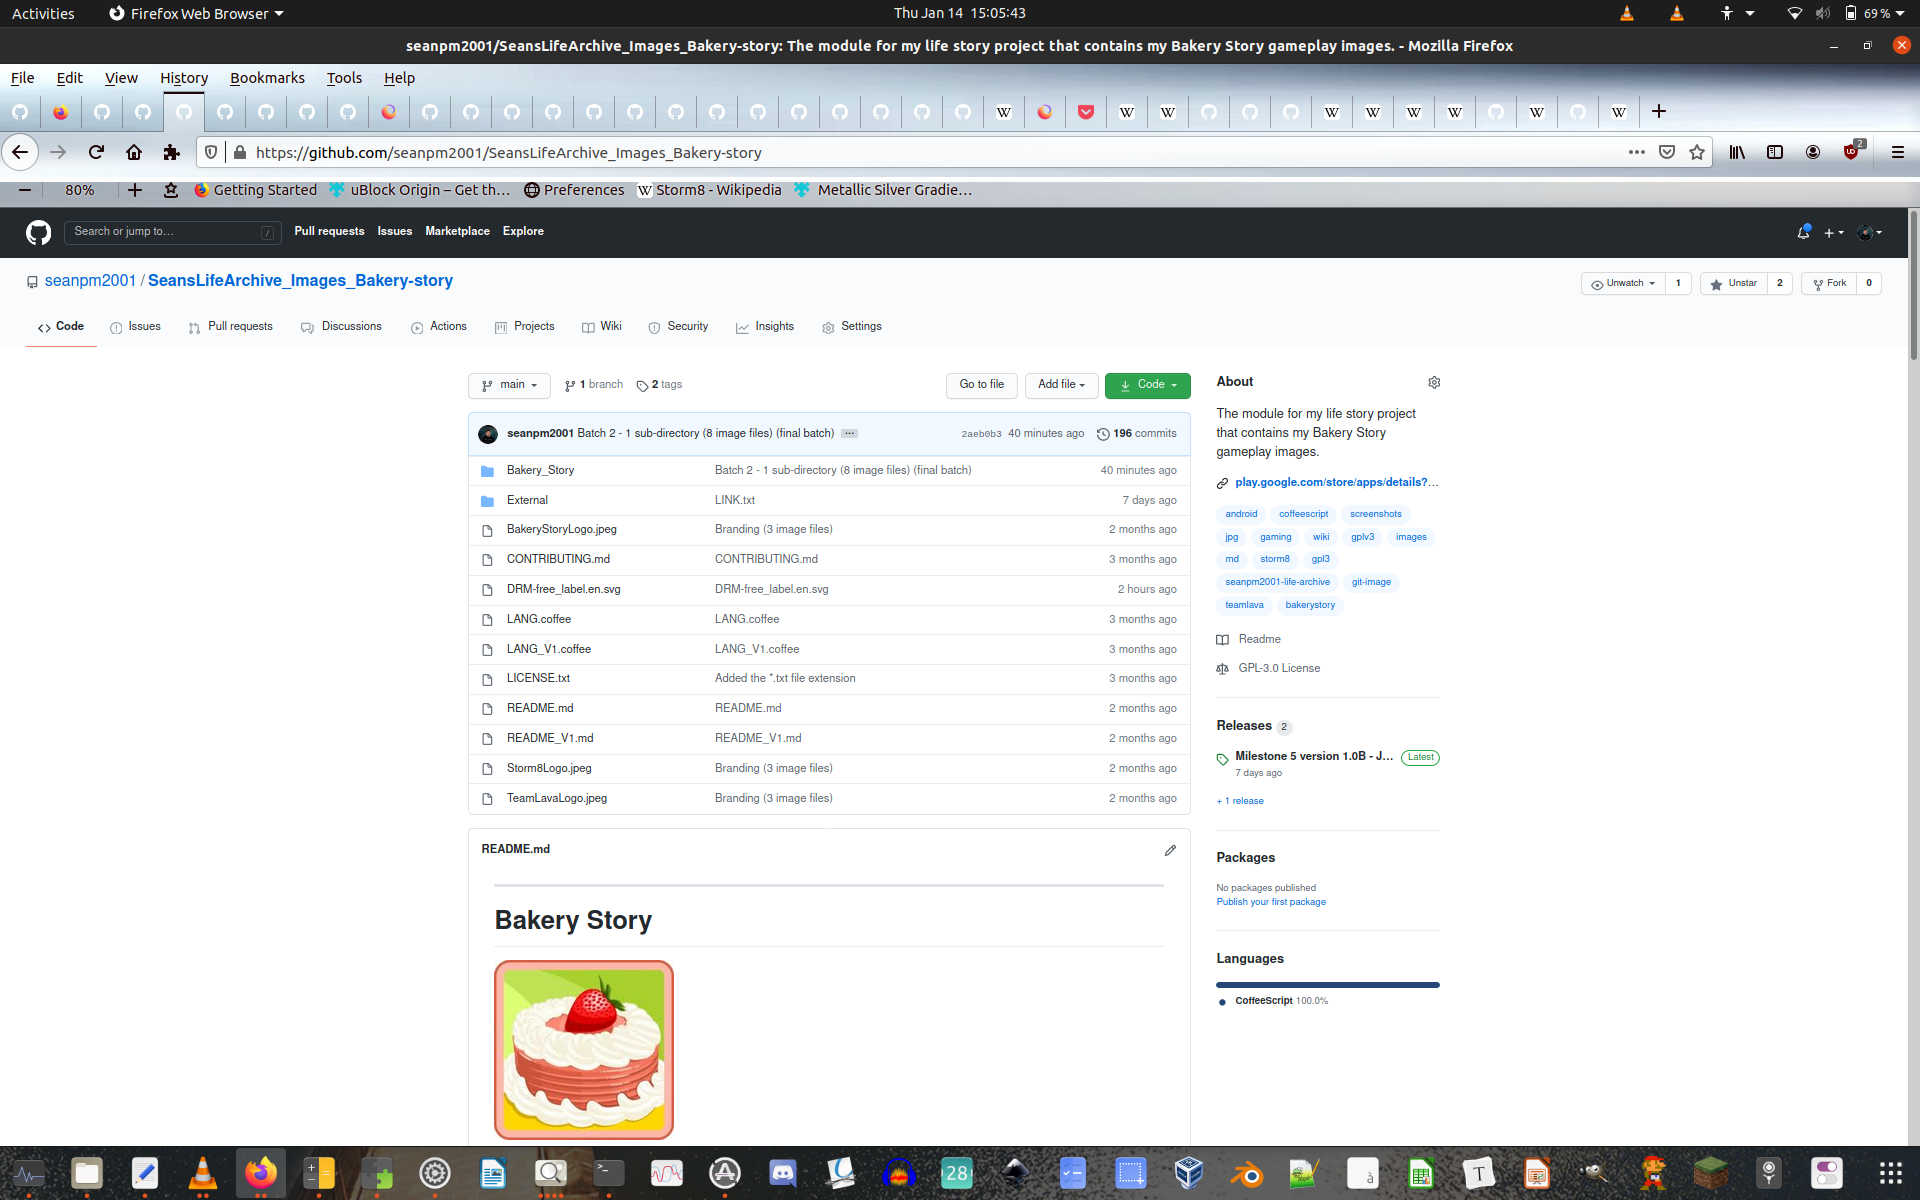 Activities Firefox Web Browser Thu Jan 14 15:05:43 69 %
seanpm2001/SeansLifeArchive_Images_Bakery-story: The module for my life story project that contains my Bakery Story gameplay images. - Mozilla Firefox
File Edit View History Bookmarks Tools Help
https://github.com/seanpm2001/SeansLifeArchive_Images_Bakery-story 2
80% Getting Started uBlock Origin – Get th… Preferences W Storm8 - Wikipedia Metallic Silver Gradie…
Search or jump to… / Pull requests Issues Marketplace Explore
seanpm2001 / SeansLifeArchive_Images_Bakery-story Unwatch 1 Unstar 2 Fork 0
Code Issues Pull requests Discussions Actions Projects Wiki Security Insights Settings
main 1 branch 2 tags Go to file Add file Code
seanpm2001 Batch 2 - 1 sub-directory (8 image files) (final batch) ... 2aeb0b3 40 minutes ago 196 commits
Bakery_Story Batch 2 - 1 sub-directory (8 image files) (final batch) 40 minutes ago
External LINK.txt 7 days ago
BakeryStoryLogo.jpeg Branding (3 image files) 2 months ago
CONTRIBUTING.md CONTRIBUTING.md 3 months ago
DRM-free_label.en.svg DRM-free_label.en.svg 2 hours ago
LANG.coffee LANG.coffee 3 months ago
LANG_V1.coffee LANG_V1.coffee 3 months ago
LICENSE.txt Added the *.txt file extension 3 months ago
README.md README.md 2 months ago
README_V1.md README_V1.md 2 months ago
Storm8Logo.jpeg Branding (3 image files) 2 months ago
TeamLavaLogo.jpeg Branding (3 image files) 2 months ago
README.md
Bakery Story
About
The module for my life story project
that contains my Bakery Story
gameplay images.
play.google.com/store/apps/details?…
android coffeescript screenshots
jpg gaming wiki gplv3 images
md storm8 gpl3
seanpm2001-life-archive git-image
teamlava bakerystory
Readme
GPL-3.0 License
Releases 2
Milestone 5 version 1.0B - J… Latest
7 days ago
+ 1 release
Packages
No packages published
Publish your first package
Languages
CoffeeScript 100.0%
28 T à